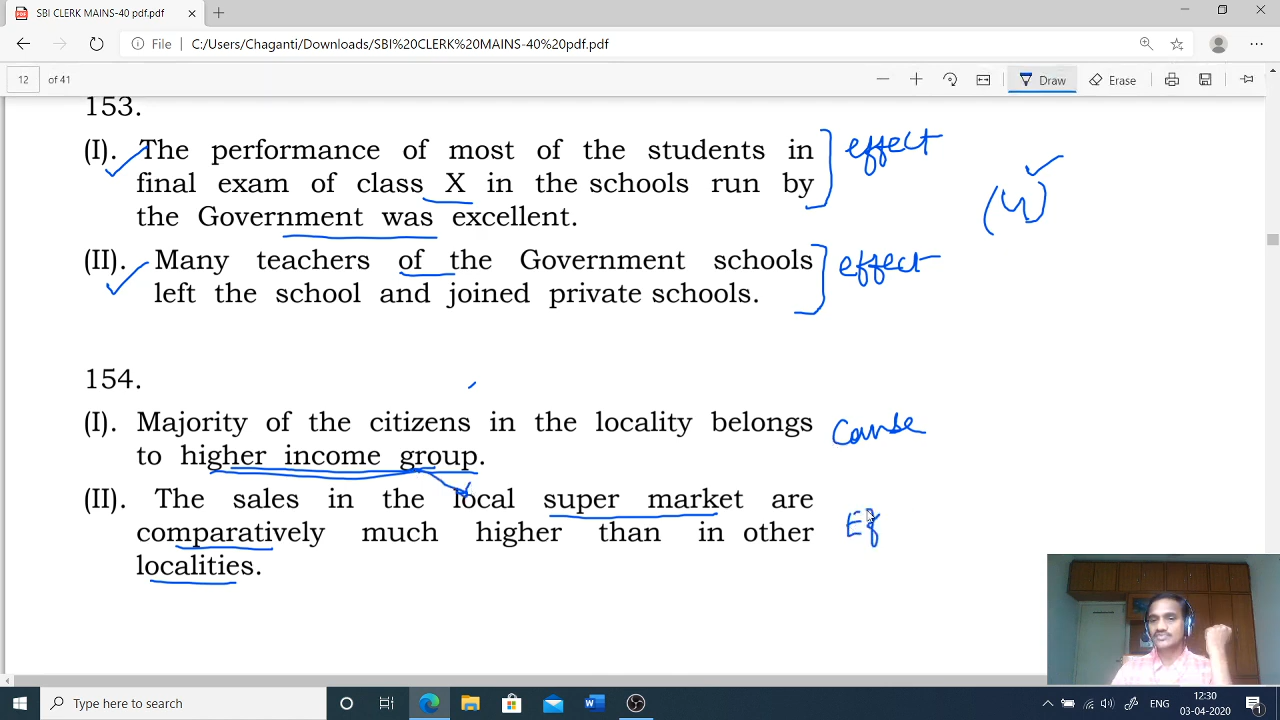 SBI CLERK MAINS-40 pdf.pdf
File
C:/Users/Chaganti/Downloads/SBI%20CLERK%20MAINS-40%20pdf.pdf
12 of 41
Draw
Erase
153.
(I). The performance of most of the students in
final exam of class X in the schools run by
the Government was excellent.
effect
(4)
(II). Many teachers of the Government schools
left the school and joined private schools.
effect
154.
(I). Majority of the citizens in the locality belongs
to higher income group.
Cause
(II). The sales in the local super market are
comparatively much higher than in other
localities.
Ef
Type here to search
ENG
12:30
03-04-2020